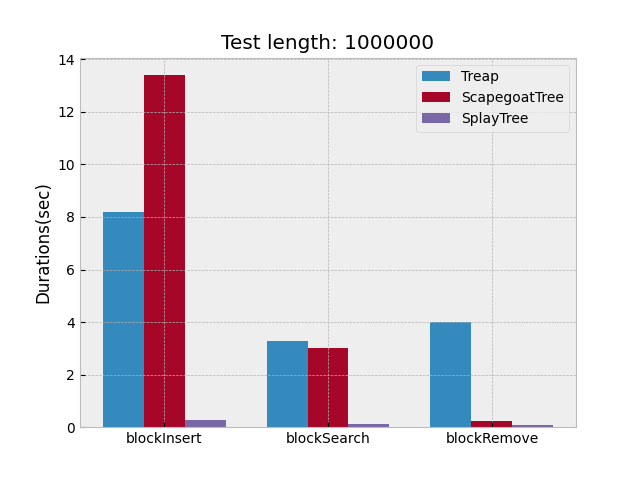 Test length: 1000000
Treap
ScapegoatTree
SplayTree
Durations(sec)
14
12
10
8
6
4
2
0
blockInsert
blockSearch
blockRemove